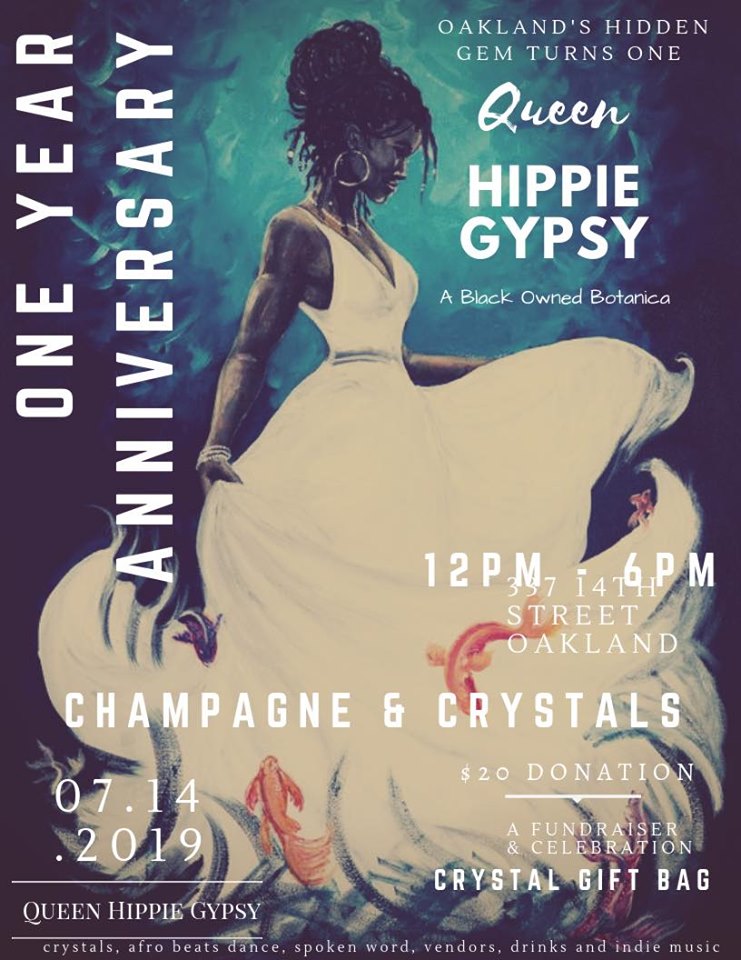 ONE YEAR
ANNIVERSARY
OAKLAND'S HIDDEN
GEM TURNS ONE
Queen
HIPPIE
GYPSY
A Black Owned Botanica
12PM - 6PM
337 14TH
STREET
OAKLAND
CHAMPAGNE & CRYSTALS
07.14
.2019
$20 DONATION
A FUNDRAISER
& CELEBRATION
CRYSTAL GIFT BAG
QUEEN HIPPIE GYPSY
crystals, afro beats dance, spoken word, vendors, drinks and indie music